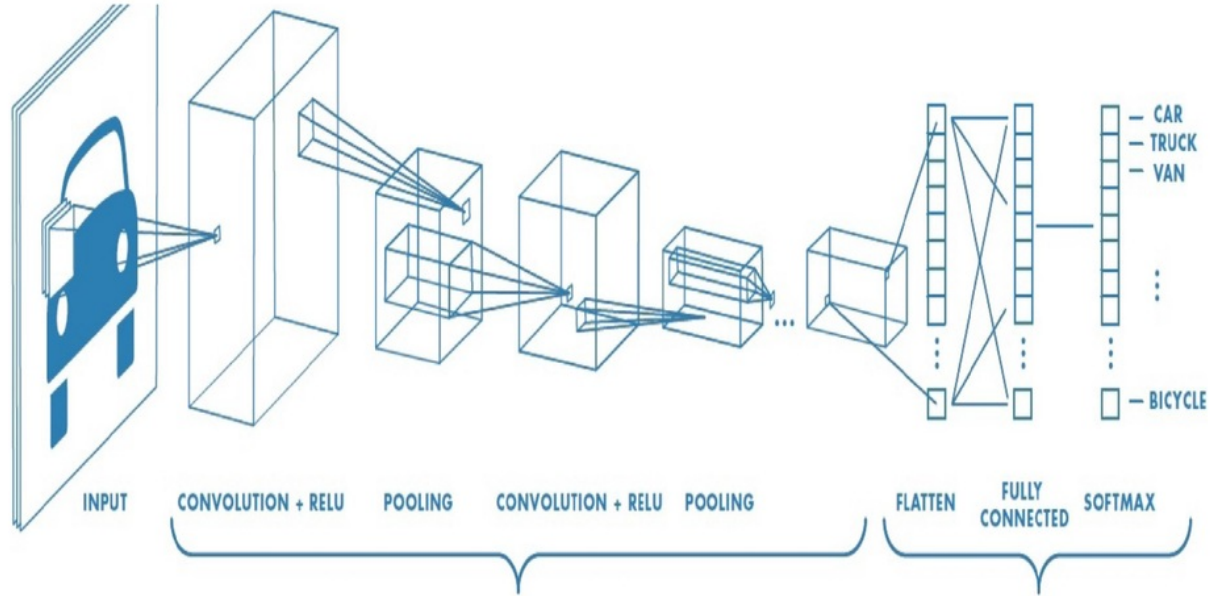 CAR
TRUCK
VAN
BICYCLE
INPUT
CONVOLUTION + RELU
POOLING
CONVOLUTION + RELU
POOLING
FLATTEN
FULLY
CONNECTED
SOFTMAX